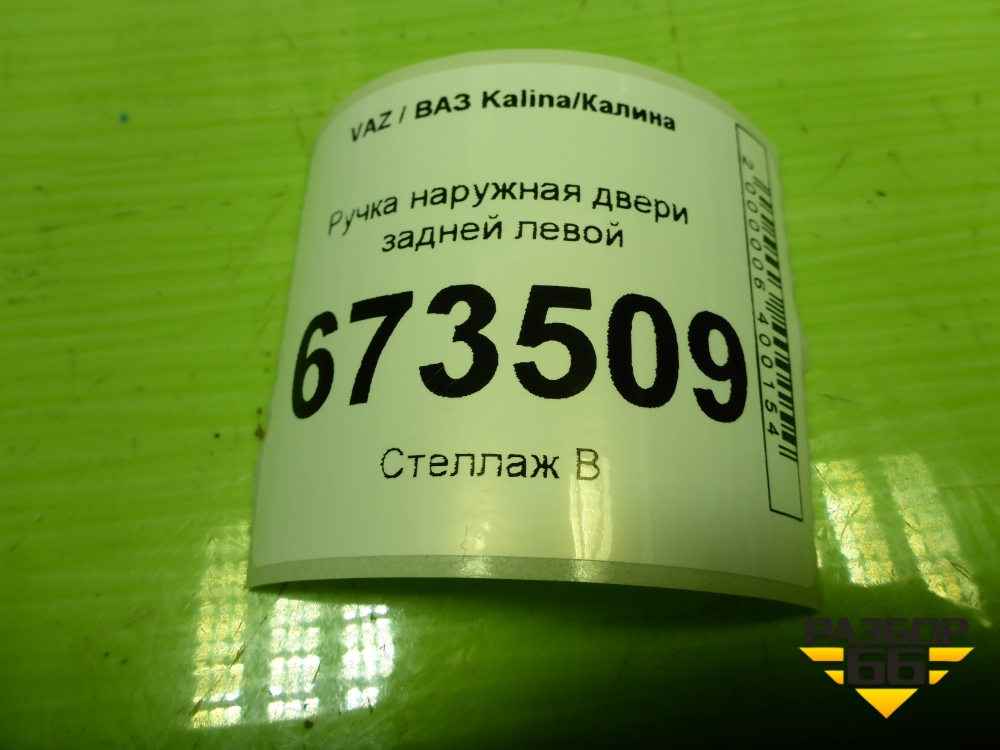 VAZ / ВАЗ Kalina/Калина
Ручка наружная двери
задней левой
673509
Стеллаж В
2000006400154
РАЗБОР
66